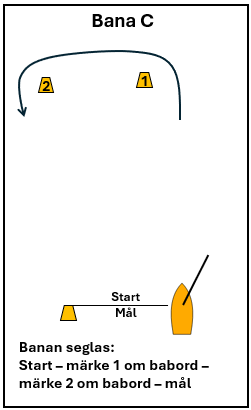 Bana C
2
1
Start
Mål
Banan seglas:
Start – märke 1 om babord –
märke 2 om babord – mål